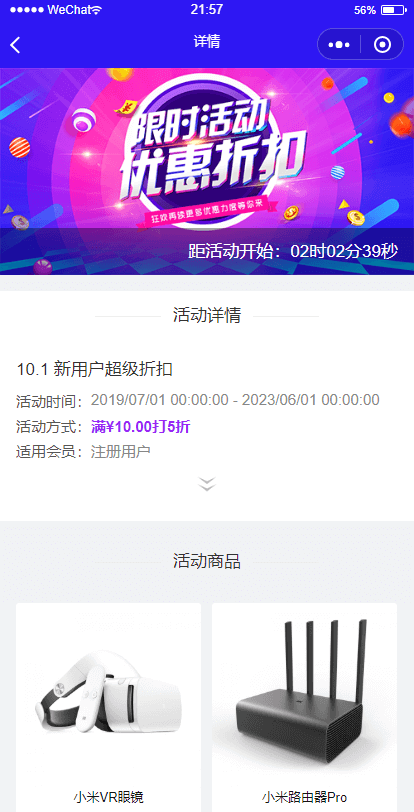 WeChat
21:57
56%
详情
限时活动
优惠折扣
狂欢再续更多优惠力度等你来
距活动开始：02时02分39秒
活动详情
10.1 新用户超级折扣
活动时间：2019/07/01 00:00:00 - 2023/06/01 00:00:00
活动方式：满¥10.00打5折
适用会员：注册用户
活动商品
小米VR眼镜
小米路由器Pro